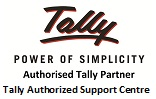 Tally
POWER OF SIMPLICITY
Authorised Tally Partner
Tally Authorized Support Centre